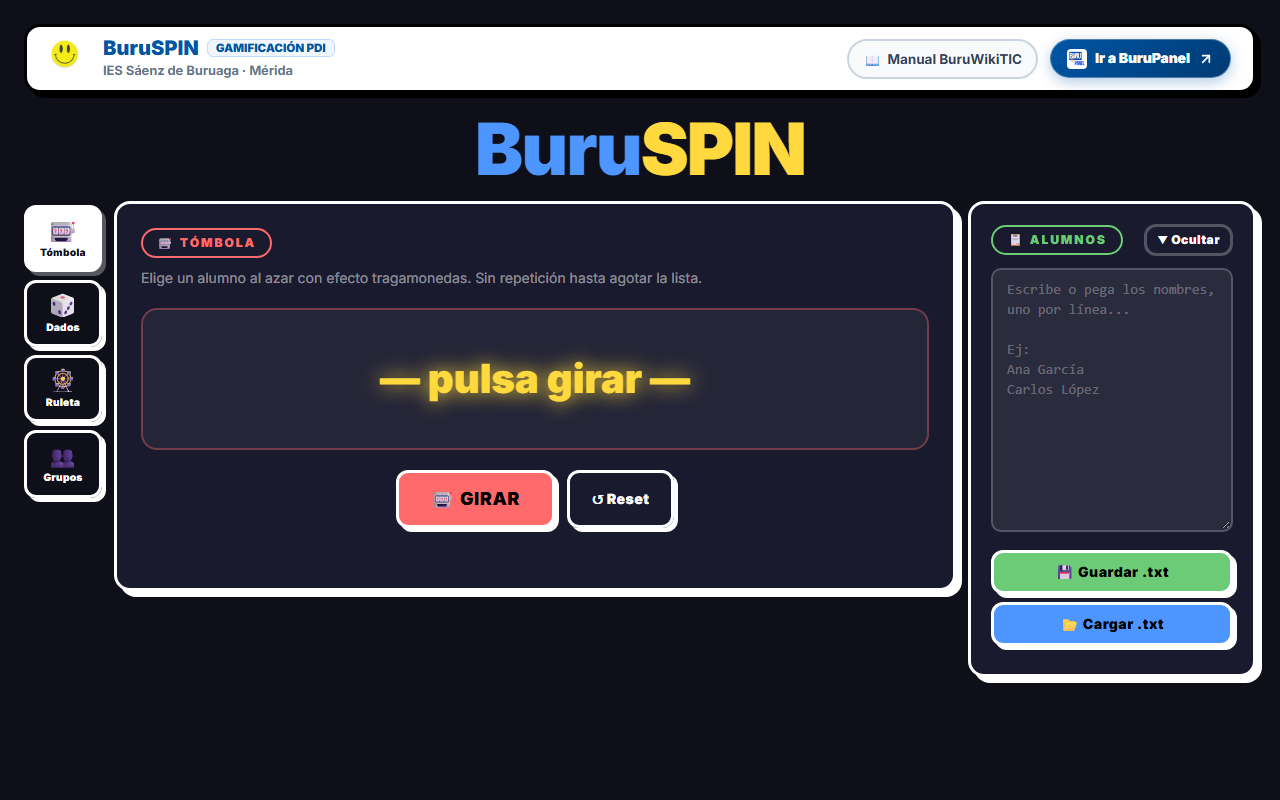 BuruSPIN GAMIFICACIÓN PDI
IES Sáenz de Buruaga · Mérida
Manual BuruWikiTIC
Ir a BuruPanel
BuruSPIN
Tómbola
Dados
Ruleta
Grupos
TÓMBOLA
Elige un alumno al azar con efecto tragamonedas. Sin repetición hasta agotar la lista.
— pulsa girar —
GIRAR
↺ Reset
ALUMNOS
▼ Ocultar
Escribe o pega los nombres,
uno por línea...
Ej:
Ana García
Carlos López
Guardar .txt
Cargar .txt